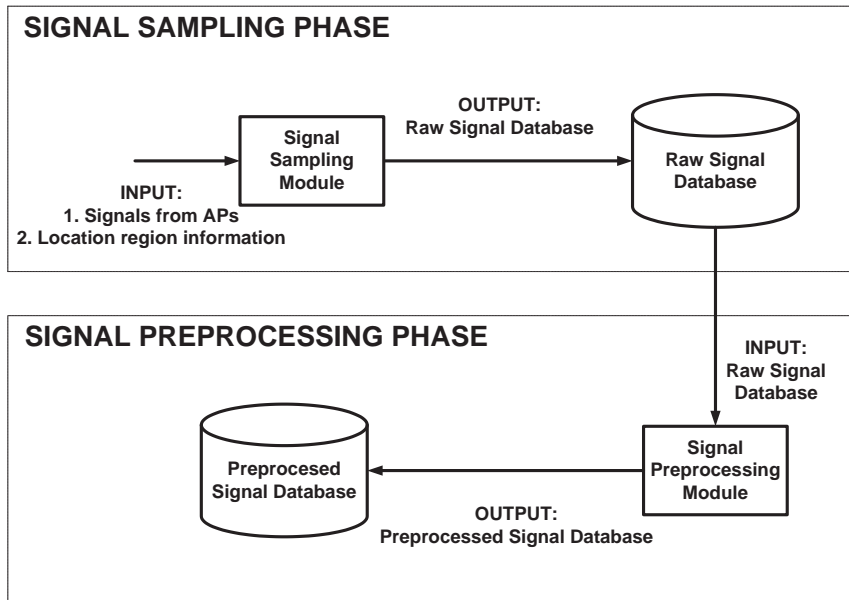 SIGNAL SAMPLING PHASE
OUTPUT:
Raw Signal Database
Signal
Sampling
Module
Raw Signal
Database
INPUT:
1. Signals from APs
2. Location region information
SIGNAL PREPROCESSING PHASE
INPUT:
Raw Signal
Database
Preprocesed
Signal Database
Signal
Preprocessing
Module
OUTPUT:
Preprocessed Signal Database